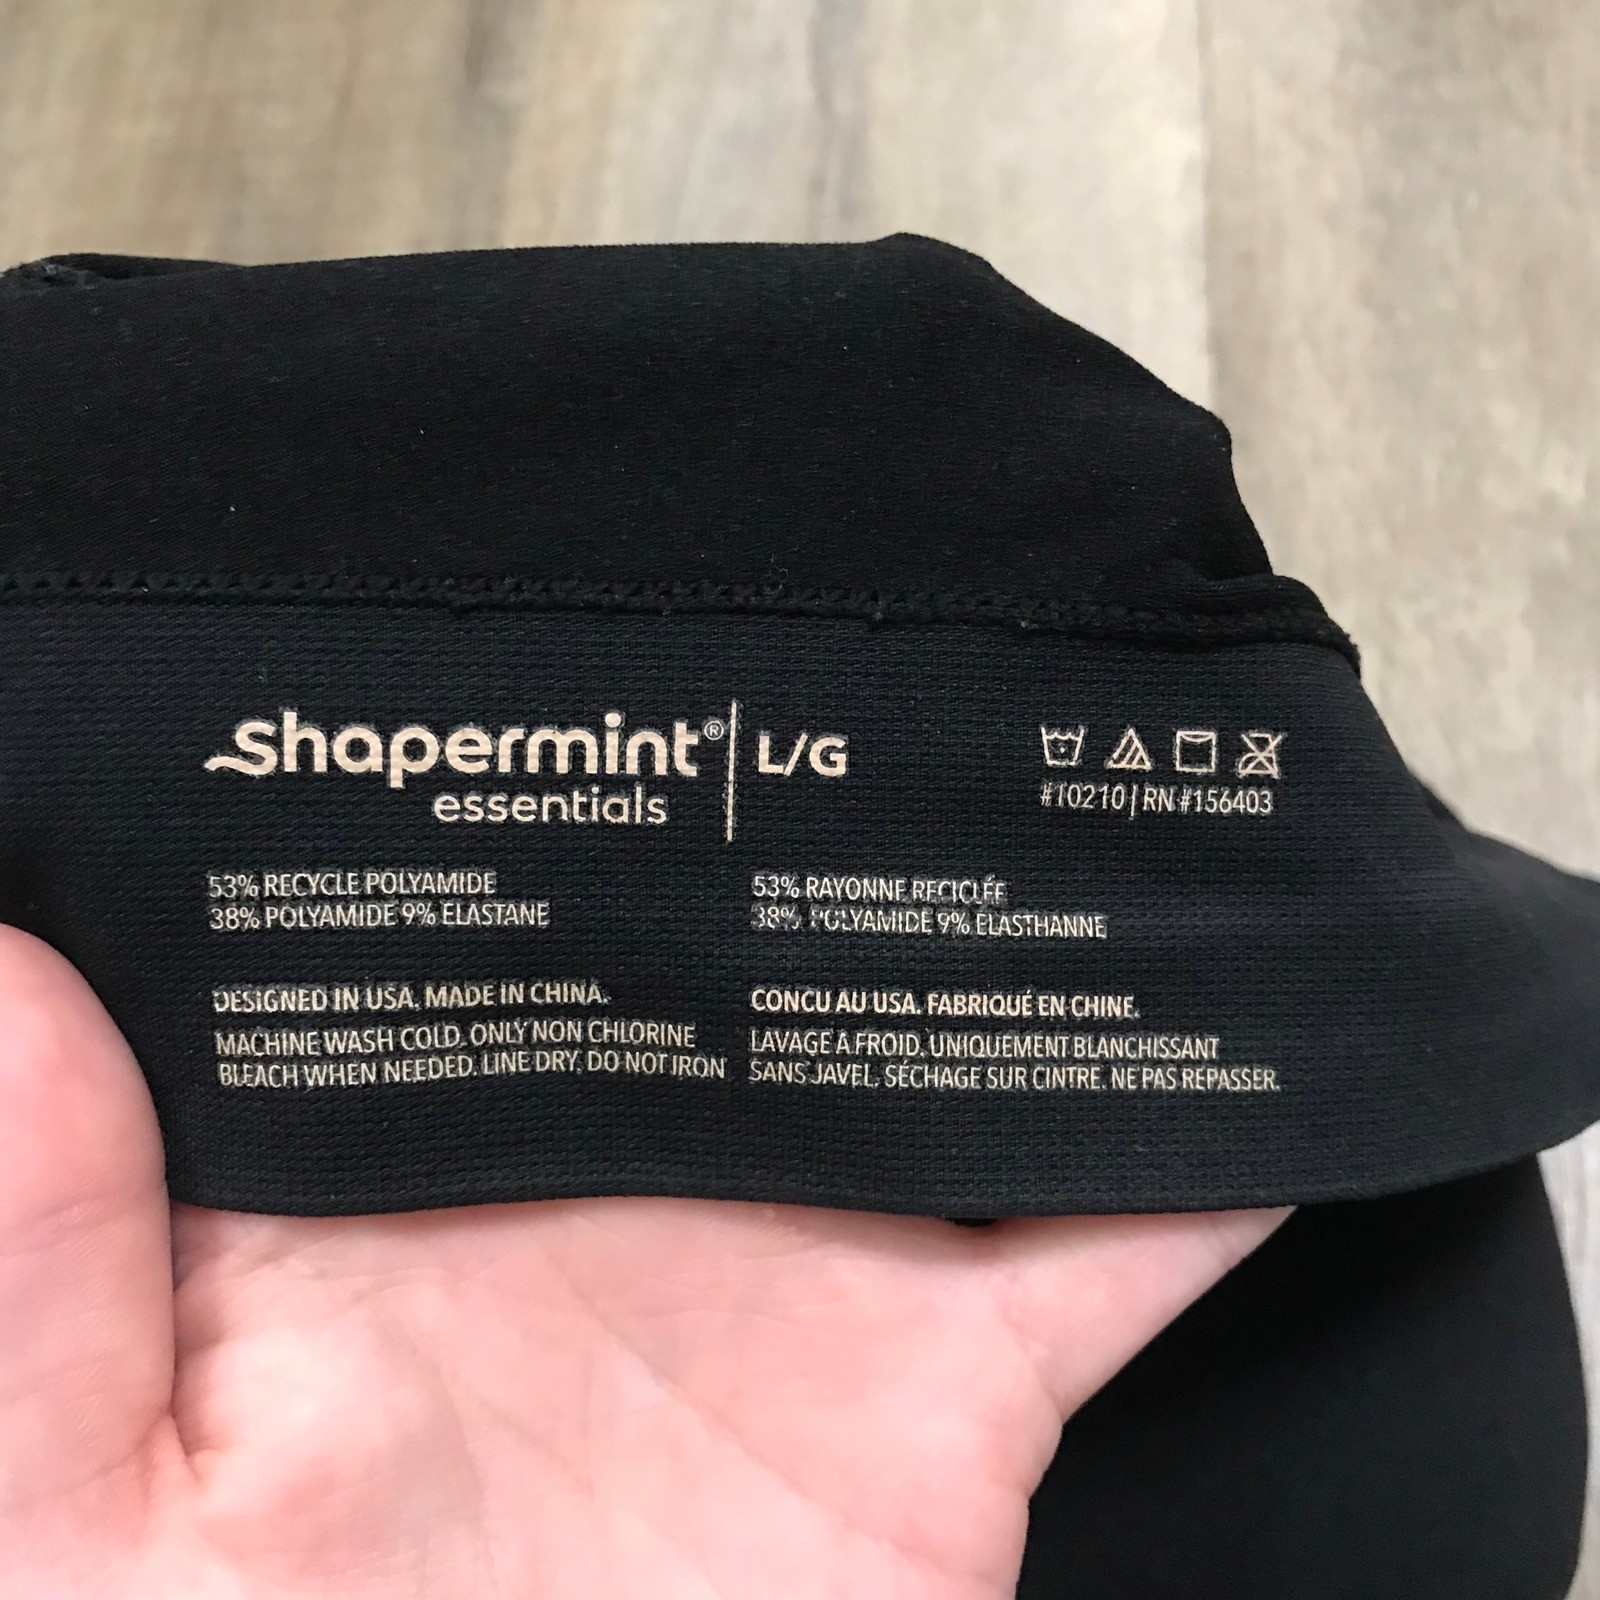 Shapermint®
essentials
L/G
#10210 | RN #156403
53% RECYCLE POLYAMIDE
38% POLYAMIDE 9% ELASTANE
53% RAYONNE RECICLÉE
38% POLYAMIDE 9% ELASTHANNE
DESIGNED IN USA. MADE IN CHINA.
MACHINE WASH COLD. ONLY NON CHLORINE
BLEACH WHEN NEEDED. LINE DRY. DO NOT IRON
CONCU AU USA. FABRIQUÉ EN CHINE.
LAVAGE A FROID. UNIQUEMENT BLANCHISSANT
SANS JAVEL. SÉCHAGE SUR CINTRE. NE PAS REPASSER.